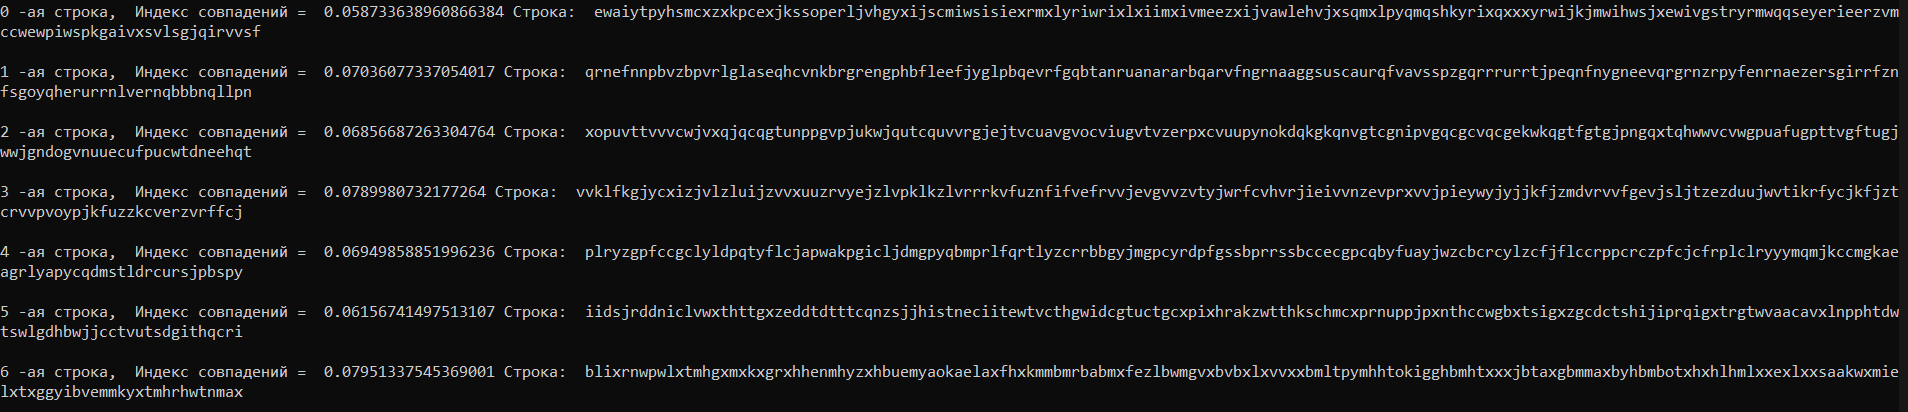 0 -ая строка,  Индекс совпадений =  0.058733638960866384 Строка:  ewaiytpyhsmcxzxkpcexjkssoperljvhgyxijscmiwsisiexrmxlyriwrixlxiimxivmeezxijvawlehvjxsqmxlpyqmqshkyrixqxxxyrwijkjmwihwsjxewivgstryrmwqqseyerieerzvm
ccwewpiwspkgaivxsvlsgjqirvvsf
1 -ая строка,  Индекс совпадений =  0.07036077337054017 Строка:  qrnefnnpbvzbpvrlglaseqhcvnkbrgrengphbfleefjyglpbqevrfgqbtanruanararbqarvfngrnaaggsuscaurqfvavsspzgqrrrurrtjpeqnfnygneevqrgrnzrpyfenrnaezersgirrfzn
fsgoyqherurrnlvernqbbbnqllpn
2 -ая строка,  Индекс совпадений =  0.06856687263304764 Строка:  xopuvttvvvcwjvxqjqcqgtunppgvpjukwjqutcquvvrgjejtvcuavgvocviugvtvzerpxcvuupynokdqkgkqnvgtcgnipvgqcgcvqcgekwkqgtfgtgjpngqxtqhwwvcvwgpuafugpttvgftugj
wwjgndogvnuuecufpucwtdneehqt
3 -ая строка,  Индекс совпадений =  0.0789980732177264 Строка:  vvklfkgjycxizjvlzluijzvvxuuzrvyejzlvpklkzlvrrrkvfuznfifvefrvvjevgvvzvtyjwrfcvhvrjieivvnzevprxvvjpieywyjyjjkfjzmdvrvvfgevjsljtzezduujwvtikrfycjkfjzt
crvvpvoypjkfuzzkcverzvrffcj
4 -ая строка,  Индекс совпадений =  0.06949858851996236 Строка:  plryzgpfccgclyldpqtyflcjapwakpgicljdmgpyqbmprlfqrtlyzcrrbbgyjmgpcyrdpfgssbprrssbccecgpcqbyfuayjwzcbcrcylzcfjflccrppcrczpfcjcfrplclryyymqmjkccmgkae
agrlyapycqdmstldrcursjpbspy
5 -ая строка,  Индекс совпадений =  0.06156741497513107 Строка:  iidsjrddniclvwxthttgxzeddtdtttcqnzsjjhistneciitewtvcthgwidcgtuctgcxpixhrakzwtthkschmcxprnuppjpxnthccwgbxtsigxzgcdctshijiprqigxtrgtwvaacavxlnpphtdw
tswlgdhbwjjcctvutsdgithqcri
6 -ая строка,  Индекс совпадений =  0.07951337545369001 Строка:  blixrnwpwlxtmhgxmxkxgrxhhenmhyzxhbuemyaokaelaxfhxkmmbmrbabmxfezlbwmgvxbvbxlxvvxxbmltpymhhtokigghbmhtxxxjbtaxgbmmaxbyhbmbotxhxhlhmlxxexlxxsaakwxmie
lxtxggyibvemmkyxtmhrhwtnmax